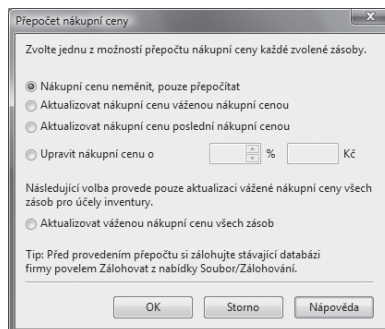 Přepočet nákupní ceny
x
Zvolte jednu z možností přepočtu nákupní ceny každé zvolené zásoby.
Nákupní cenu neměnit, pouze přepočítat
Aktualizovat nákupní cenu váženou nákupní cenou
Aktualizovat nákupní cenu poslední nákupní cenou
Upravit nákupní cenu o % Kč
Následující volba provede pouze aktualizaci vážené nákupní ceny všech
zásob pro účely inventury.
Aktualizovat váženou nákupní cenu všech zásob
Tip: Před provedením přepočtu si zálohujte stávající databázi
firmy povelem Zálohovat z nabídky Soubor/Zálohování.
OK Storno Nápověda